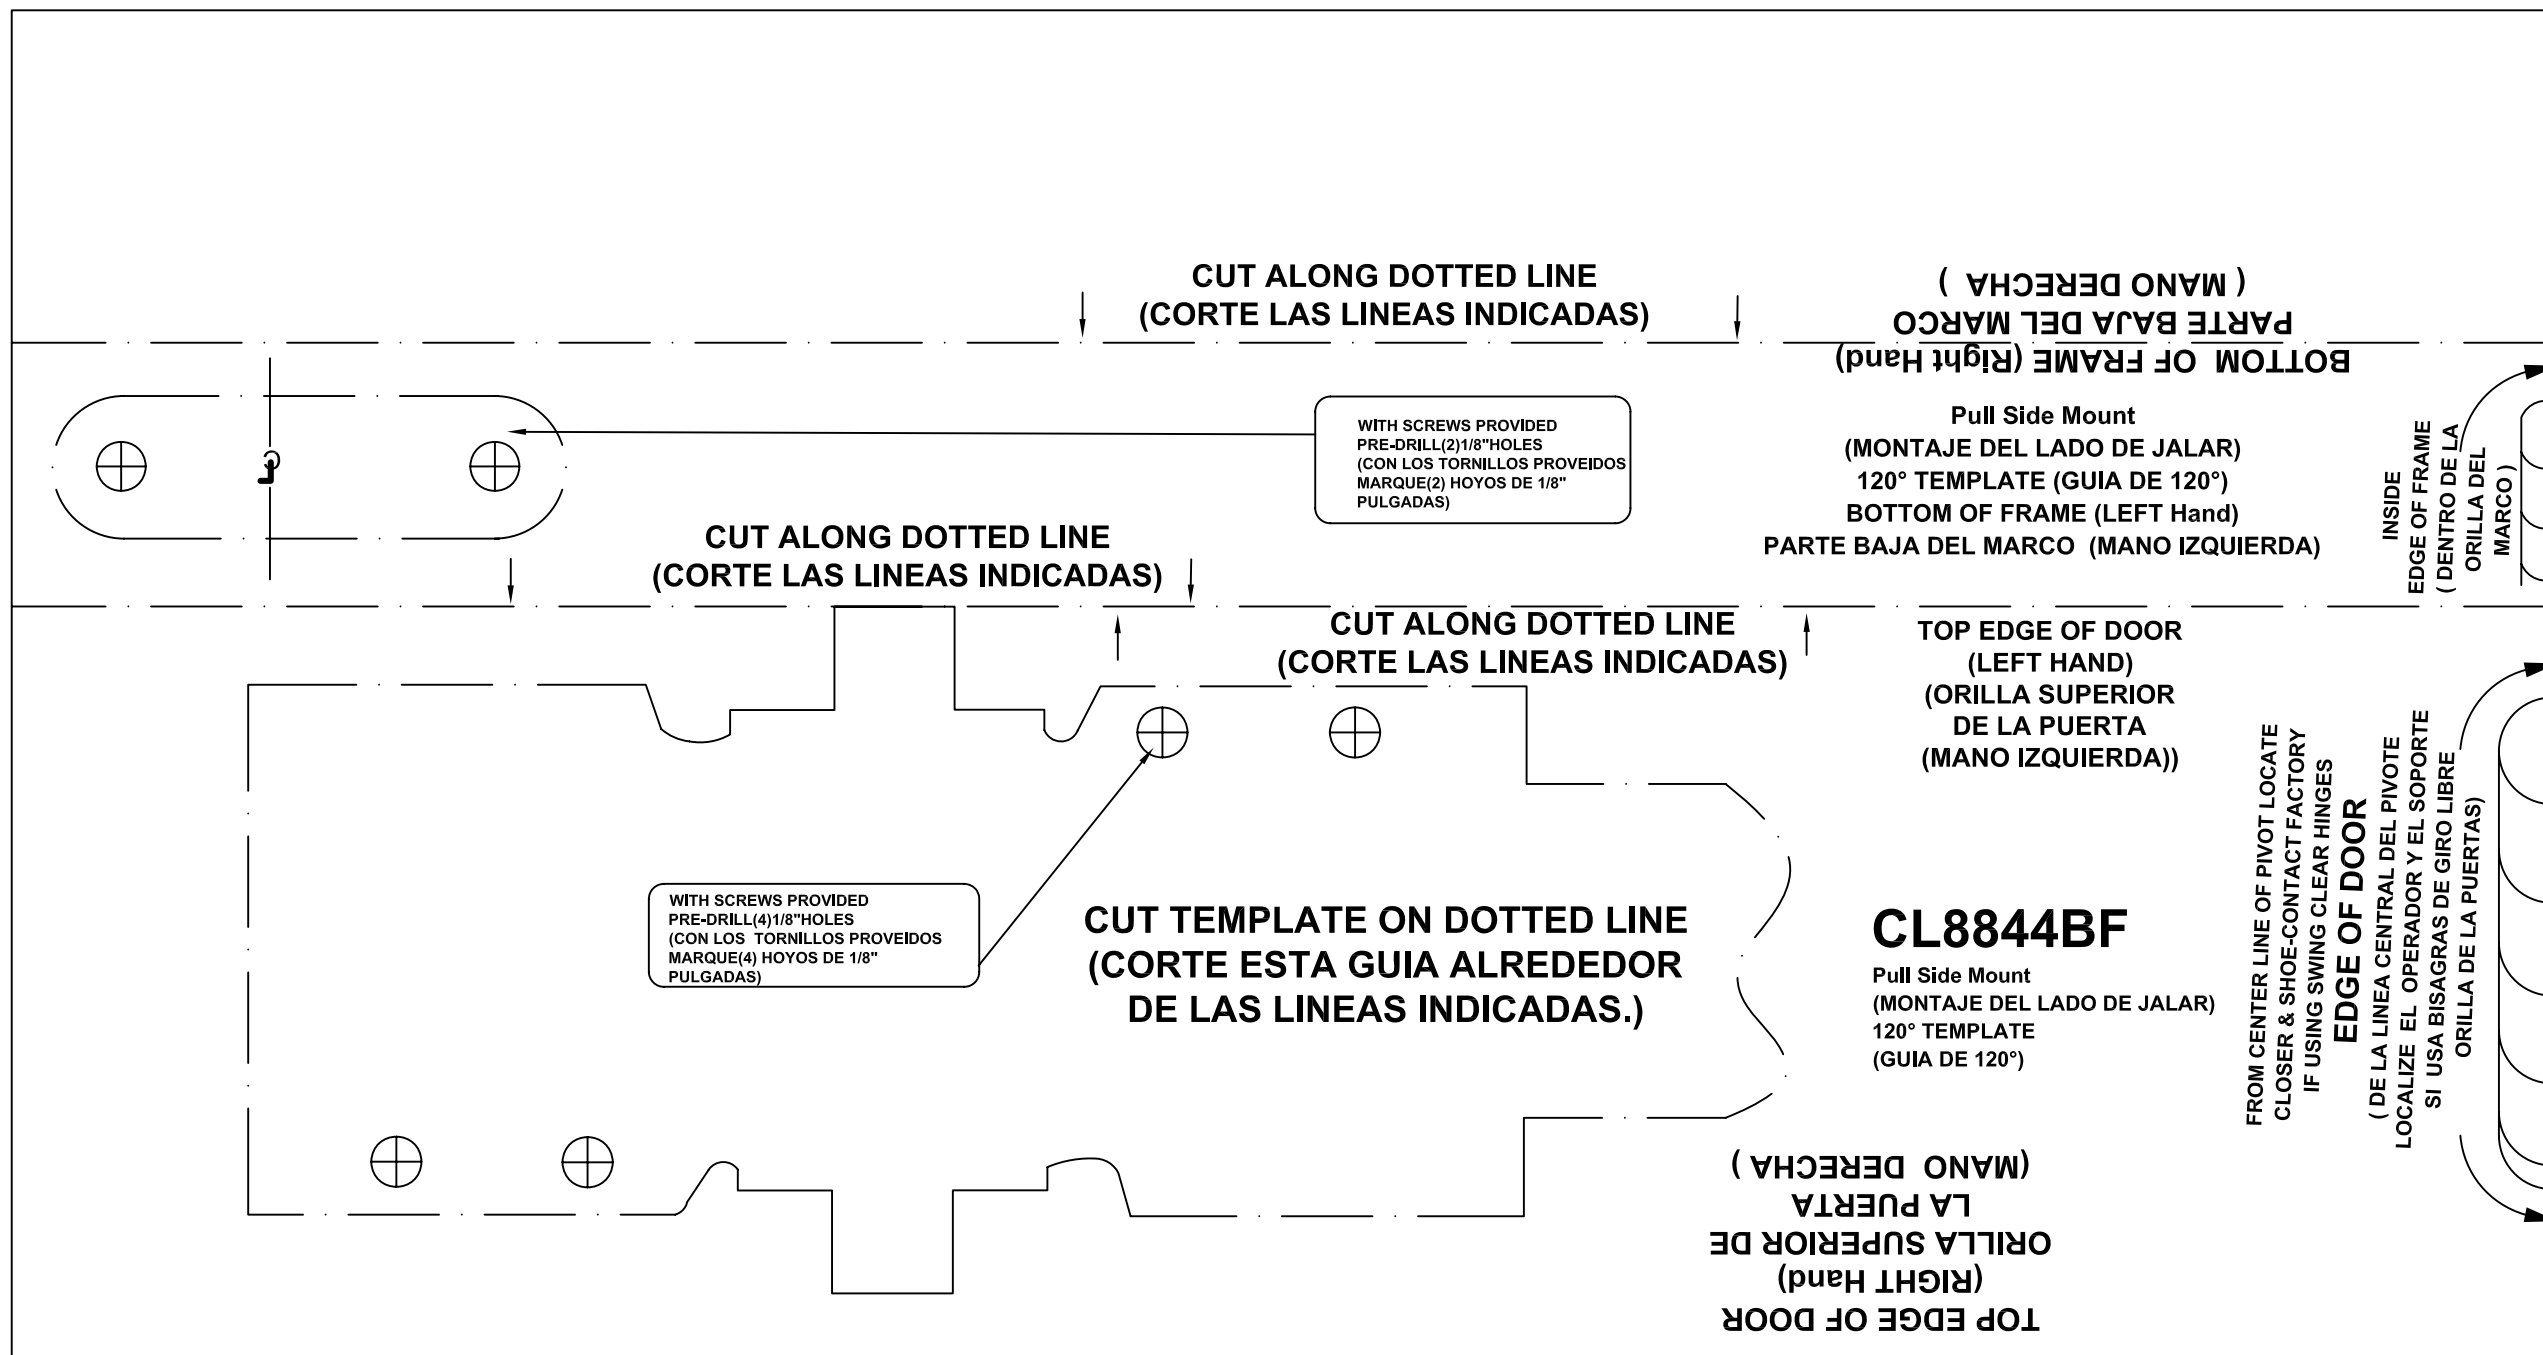 CUT ALONG DOTTED LINE
(CORTE LAS LINEAS INDICADAS)
BOTTOM OF FRAME (Right Hand)
PARTE BAJA DEL MARCO
( MANO DERECHA )
WITH SCREWS PROVIDED
PRE-DRILL(2)1/8"HOLES
(CON LOS TORNILLOS PROVEIDOS
MARQUE(2) HOYOS DE 1/8"
PULGADAS)
Pull Side Mount
(MONTAJE DEL LADO DE JALAR)
120° TEMPLATE (GUIA DE 120°)
BOTTOM OF FRAME (LEFT Hand)
PARTE BAJA DEL MARCO (MANO IZQUIERDA)
INSIDE
EDGE OF FRAME
( DENTRO DE LA
ORILLA DEL
MARCO )
CUT ALONG DOTTED LINE
(CORTE LAS LINEAS INDICADAS)
CUT ALONG DOTTED LINE
(CORTE LAS LINEAS INDICADAS)
TOP EDGE OF DOOR
(LEFT HAND)
(ORILLA SUPERIOR
DE LA PUERTA
(MANO IZQUIERDA))
WITH SCREWS PROVIDED
PRE-DRILL(4)1/8"HOLES
(CON LOS TORNILLOS PROVEIDOS
MARQUE(4) HOYOS DE 1/8"
PULGADAS)
CUT TEMPLATE ON DOTTED LINE
(CORTE ESTA GUIA ALREDEDOR
DE LAS LINEAS INDICADAS.)
CL8844BF
Pull Side Mount
(MONTAJE DEL LADO DE JALAR)
120° TEMPLATE
(GUIA DE 120°)
FROM CENTER LINE OF PIVOT LOCATE
CLOSER & SHOE-CONTACT FACTORY
IF USING SWING CLEAR HINGES
EDGE OF DOOR
( DE LA LINEA CENTRAL DEL PIVOTE
LOCALIZE EL OPERADOR Y EL SOPORTE
SI USA BISAGRAS DE GIRO LIBRE
ORILLA DE LA PUERTAS)
TOP EDGE OF DOOR
(RIGHT Hand)
ORILLA SUPERIOR DE
LA PUERTA
(MANO DERECHA )